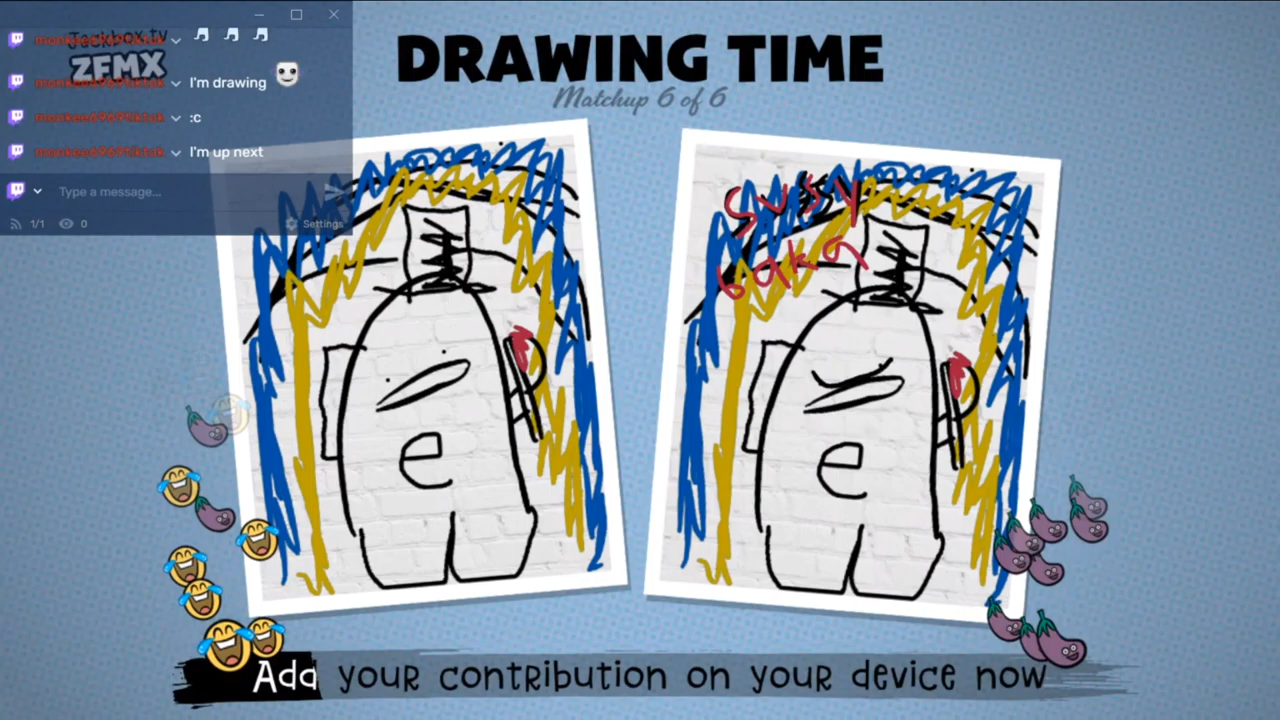 DRAWING TIME
Matchup 6 of 6
ZFMX
I'm drawing
:c
I'm up next
Type a message...
1/1 0 Settings
sussy
baka
e
e
Add your contribution on your device now